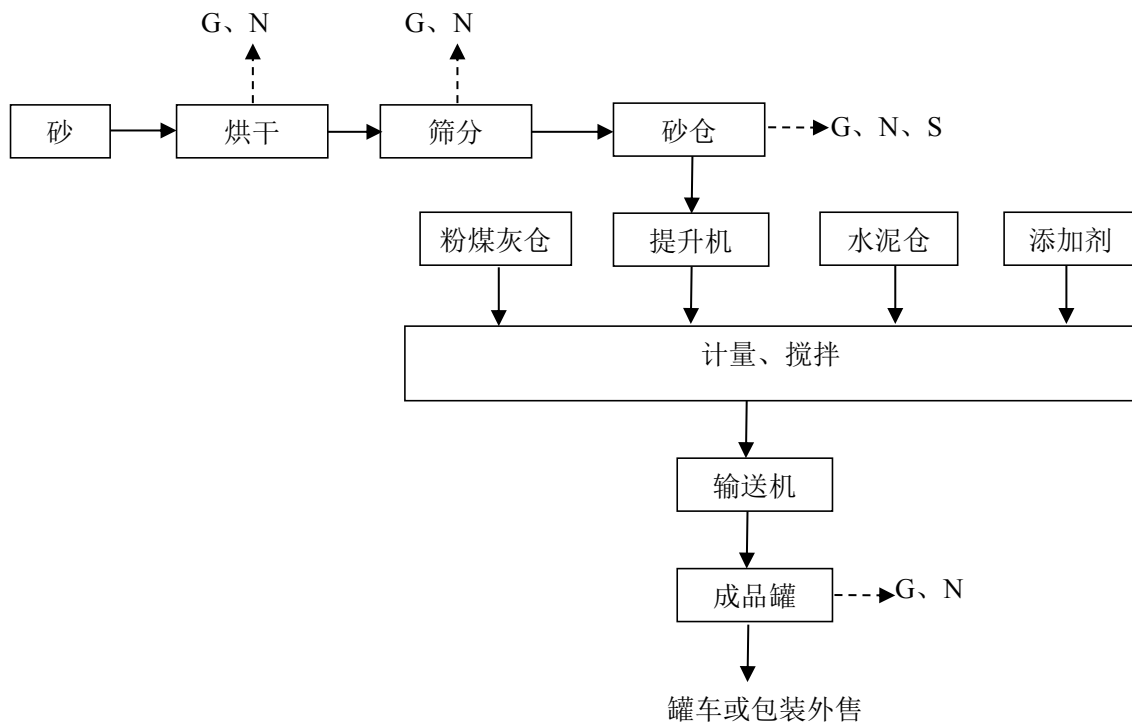 G、N
G、N
砂
烘干
筛分
砂仓
G、N、S
粉煤灰仓
提升机
水泥仓
添加剂
计量、搅拌
输送机
成品罐
G、N
罐车或包装外售